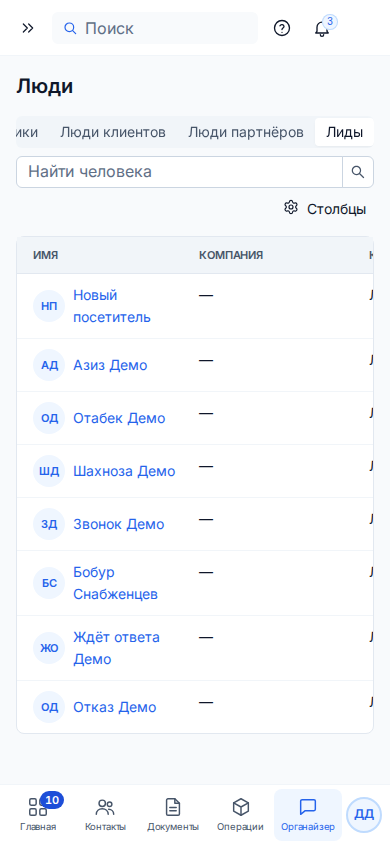 Поиск
3
Люди
ики Люди клиентов Люди партнёров Лиды
Найти человека
Столбцы
ИМЯ КОМПАНИЯ
НП Новый посетитель —
АД Азиз Демо —
ОД Отабек Демо —
ШД Шахноза Демо —
ЗД Звонок Демо —
БС Бобур Снабженцев —
ЖО Ждёт ответа Демо —
ОД Отказ Демо —
10
Главная Контакты Документы Операции Органайзер ДД